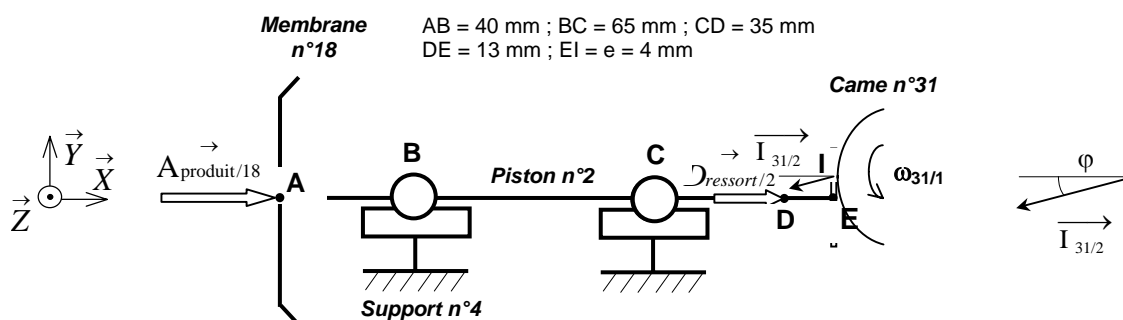 Membrane
n°18
AB = 40 mm ; BC = 65 mm ; CD = 35 mm
DE = 13 mm ; EI = e = 4 mm
Came n°31
Y
X
Z
A produit/18
A
B
Piston n°2
C
D ressort/2
I 31/2
I
D
E
ω31/1
φ
I 31/2
Support n°4